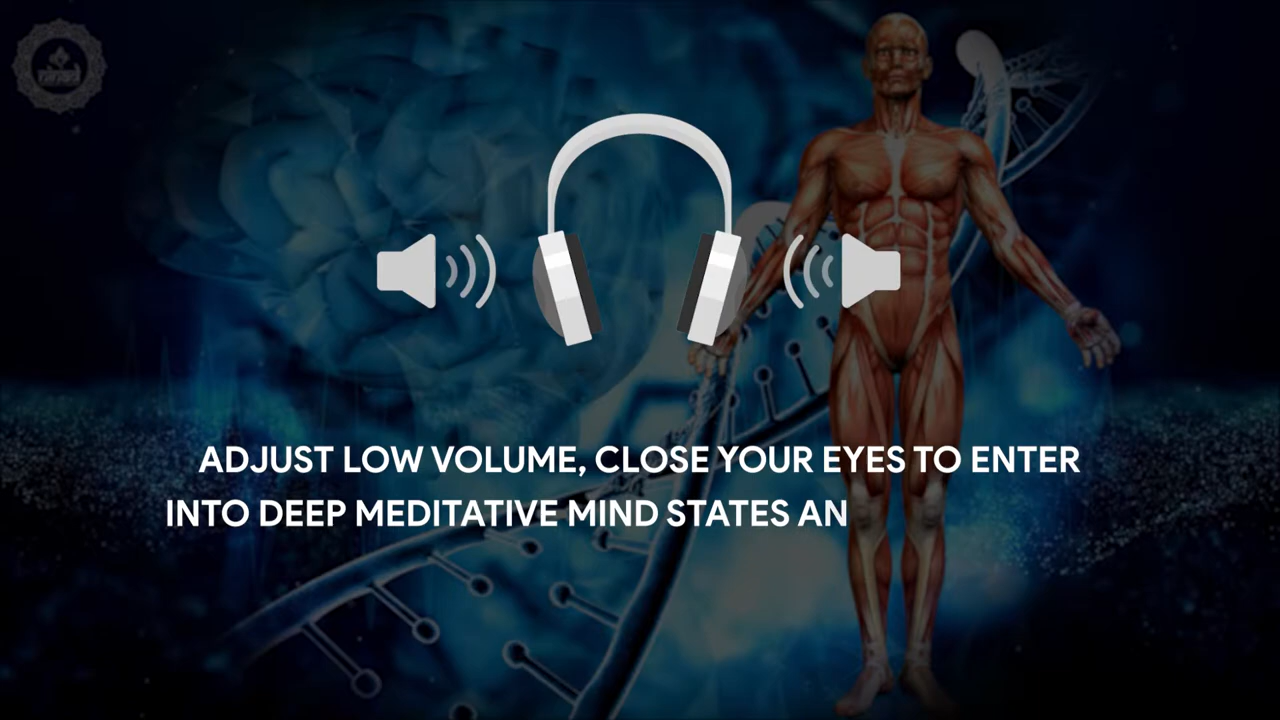 ADJUST LOW VOLUME, CLOSE YOUR EYES TO ENTER
INTO DEEP MEDITATIVE MIND STATES AN